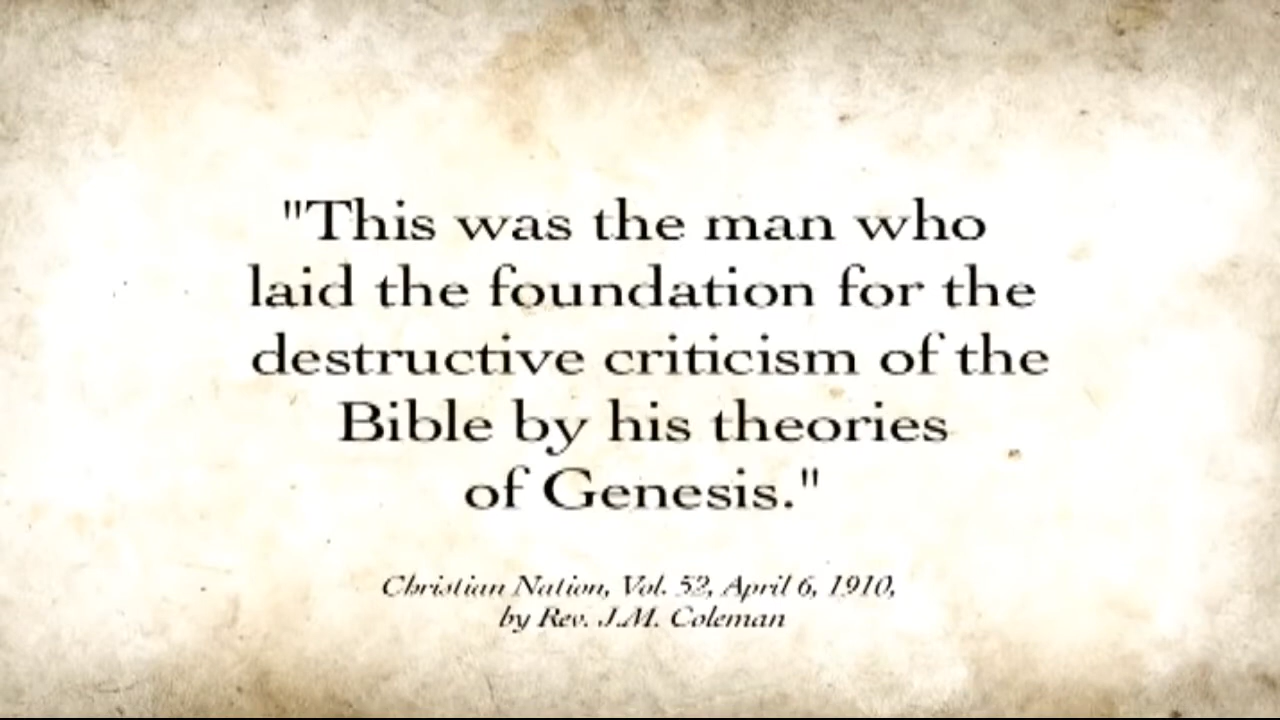 "This was the man who
laid the foundation for the
destructive criticism of the
Bible by his theories
of Genesis."
Christian Nation, Vol. 52, April 6, 1910,
by Rev. J.M. Coleman